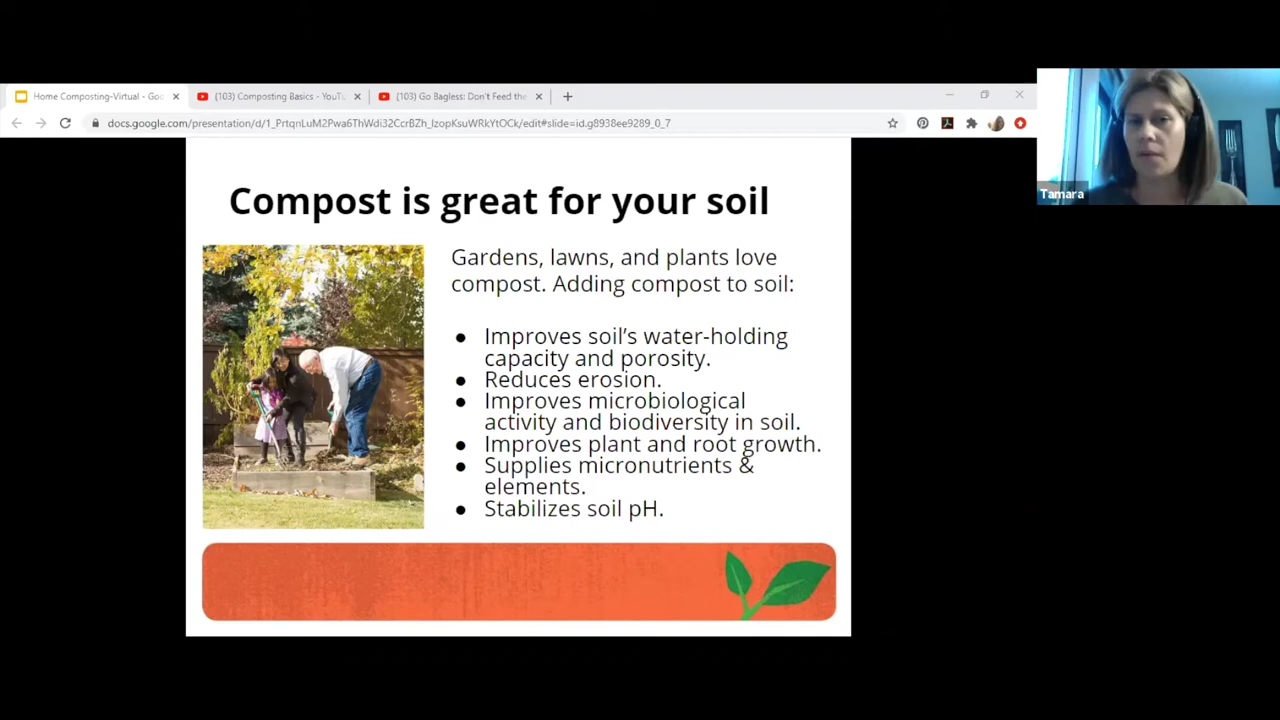 Home Composting-Virtual - Goo
(103) Composting Basics - YouTu
(103) Go Bagless: Don't Feed the
docs.google.com/presentation/d/1_PrtqnLuM2Pwa6ThWdi32CcrBZh_IzopKsuWRkYtOCk/edit#slide=id.g8938ee9289_0_7
Tamara
Compost is great for your soil
Gardens, lawns, and plants love
compost. Adding compost to soil:
● Improves soil's water-holding
capacity and porosity.
● Reduces erosion.
● Improves microbiological
activity and biodiversity in soil.
● Improves plant and root growth.
● Supplies micronutrients &
elements.
● Stabilizes soil pH.